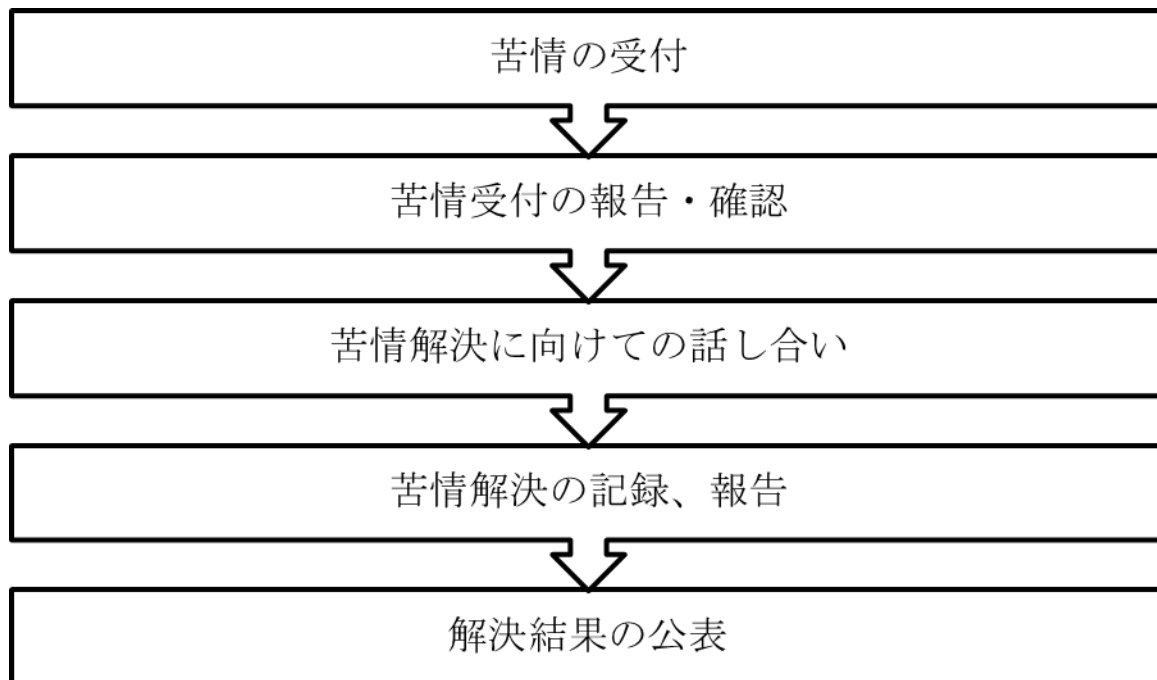 苦情の受付
苦情受付の報告・確認
苦情解決に向けての話し合い
苦情解決の記録、報告
解決結果の公表